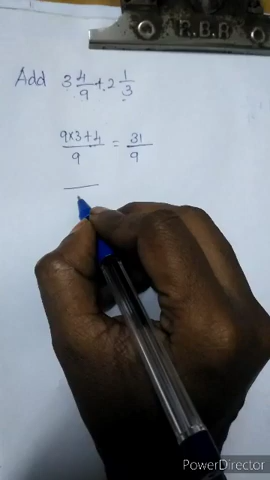 R.B.R
Add 3 4/9 + 2 1/3
9×3+4/9 = 31/9
PowerDirector